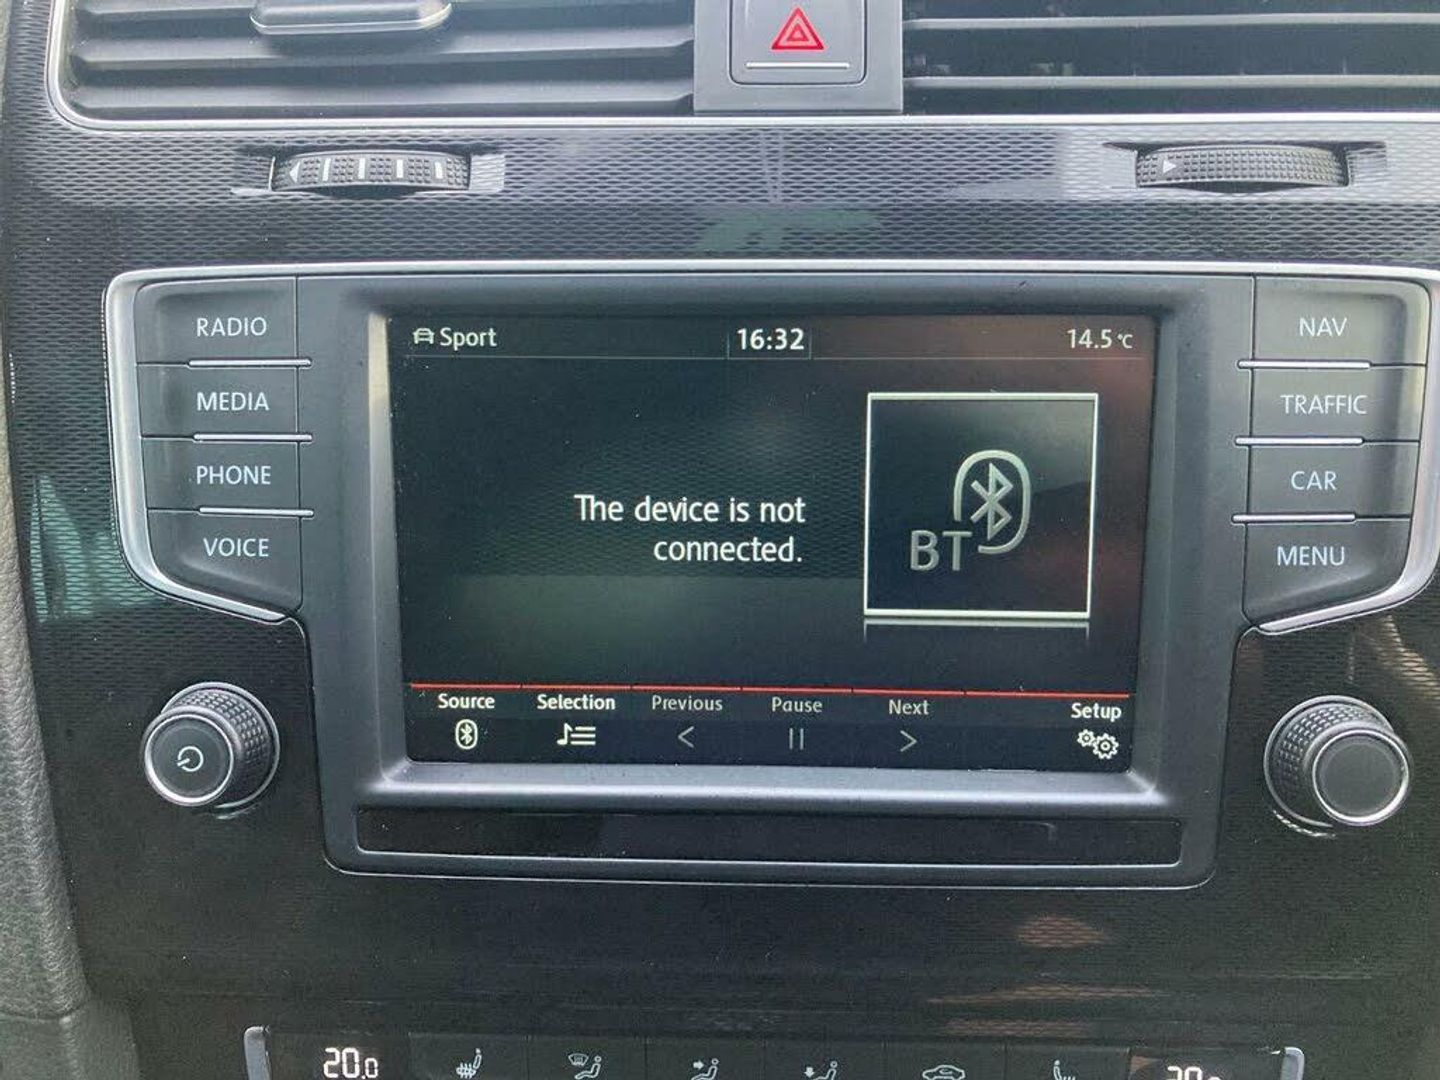 RADIO
MEDIA
PHONE
VOICE
Sport 16:32 14.5 °C
The device is not
connected.
BT
Source Selection Previous Pause Next Setup
NAV
TRAFFIC
CAR
MENU
20.0